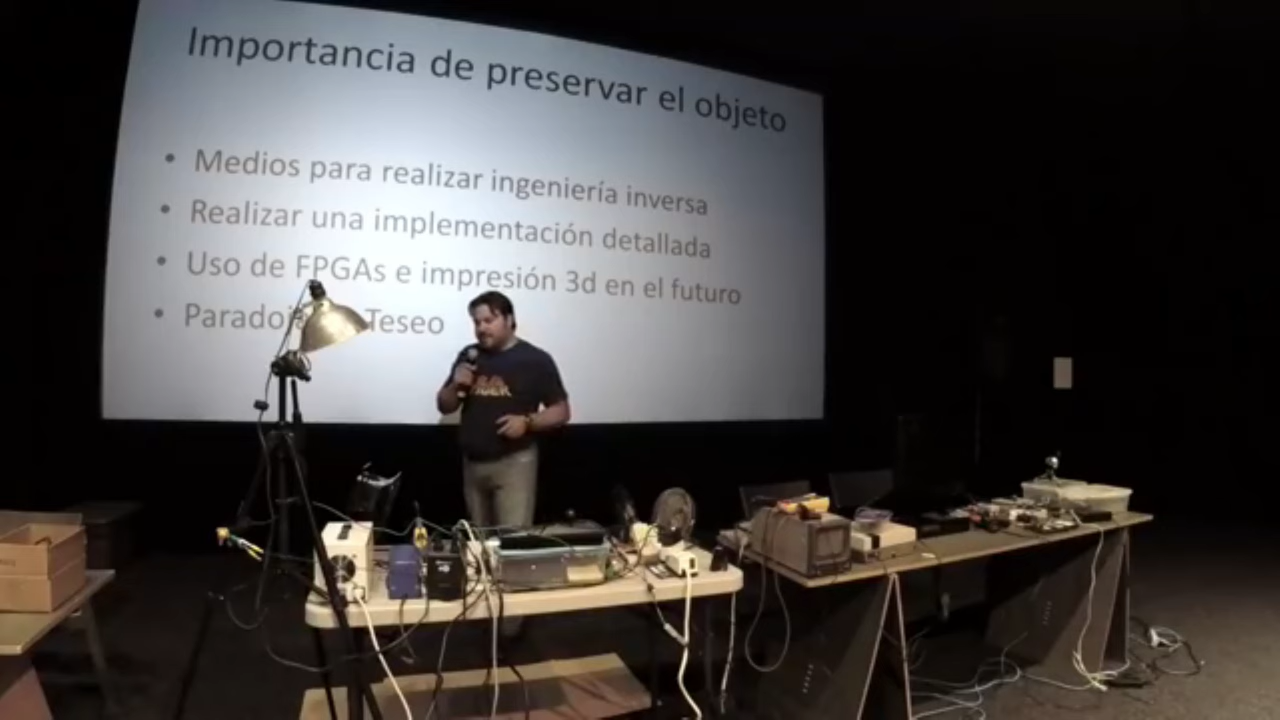 Importancia de preservar el objeto
• Medios para realizar ingeniería inversa
• Realizar una implementación detallada
• Uso de FPGAs e impresión 3d en el futuro
• Teseo